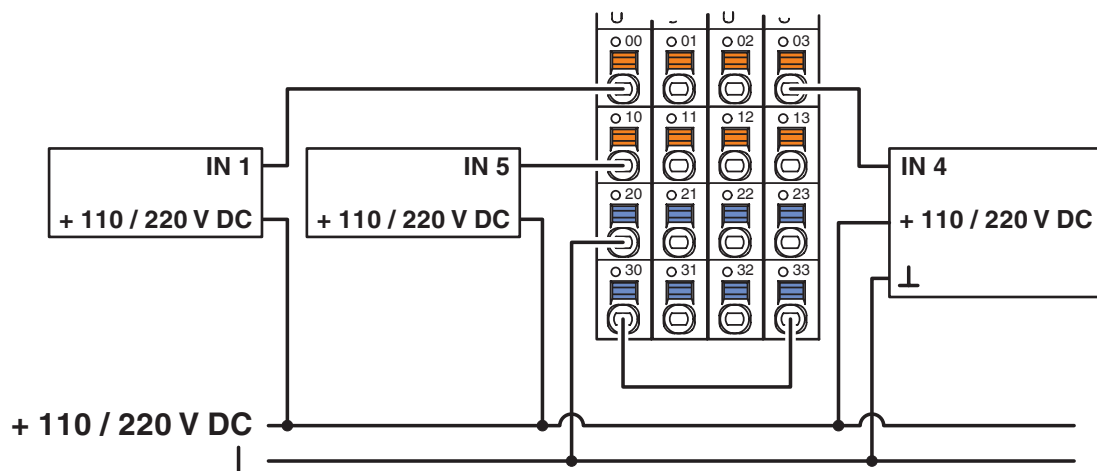 00 01 02 03
10 11 12 13
IN 1
IN 5
IN 4
20 21 22 23
+ 110 / 220 V DC
+ 110 / 220 V DC
+ 110 / 220 V DC
30 31 32 33
+ 110 / 220 V DC